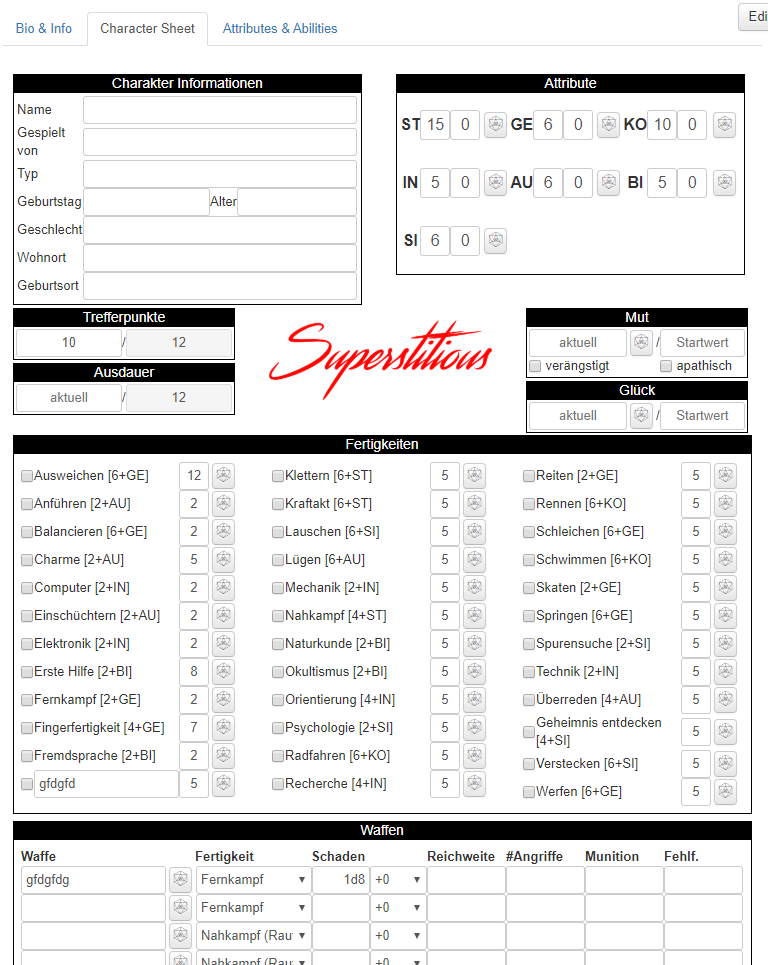 Bio & Info Character Sheet Attributes & Abilities Edi
Charakter Informationen
Name
Gespielt
von
Typ
Geburtstag Alter
Geschlecht
Wohnort
Geburtsort
Attribute
ST 15 0 GE 6 0 KO 10 0
IN 5 0 AU 6 0 BI 5 0
SI 6 0
Trefferpunkte
10 / 12
Ausdauer
aktuell / 12
Superstitious
Mut
aktuell / Startwert
verängstigt apathisch
Glück
aktuell / Startwert
Fertigkeiten
Ausweichen [6+GE] 12 Klettern [6+ST] 5 Reiten [2+GE] 5
Anführen [2+AU] 2 Kraftakt [6+ST] 5 Rennen [6+KO] 5
Balancieren [6+GE] 2 Lauschen [6+SI] 5 Schleichen [6+GE] 5
Charme [2+AU] 5 Lügen [6+AU] 5 Schwimmen [6+KO] 5
Computer [2+IN] 2 Mechanik [2+IN] 5 Skaten [2+GE] 5
Einschüchtern [2+AU] 2 Nahkampf [4+ST] 5 Springen [6+GE] 5
Elektronik [2+IN] 2 Naturkunde [2+BI] 5 Spurensuche [2+SI] 5
Erste Hilfe [2+BI] 8 Okultismus [2+BI] 5 Technik [2+IN] 5
Fernkampf [2+GE] 2 Orientierung [4+IN] 5 Überreden [4+AU] 5
Fingerfertigkeit [4+GE] 7 Psychologie [2+SI] 5 Geheimnis entdecken
[4+SI] 5
Fremdsprache [2+BI] 2 Radfahren [6+KO] 5 Verstecken [6+SI] 5
gfdgfd 5 Recherche [4+IN] 5 Werfen [6+GE] 5
Waffen
Waffe Fertigkeit Schaden Reichweite #Angriffe Munition Fehlf.
gfdgfdg Fernkampf 1d8 +0
Fernkampf +0
Nahkampf (Rau +0
Nahkampf (Rau +0